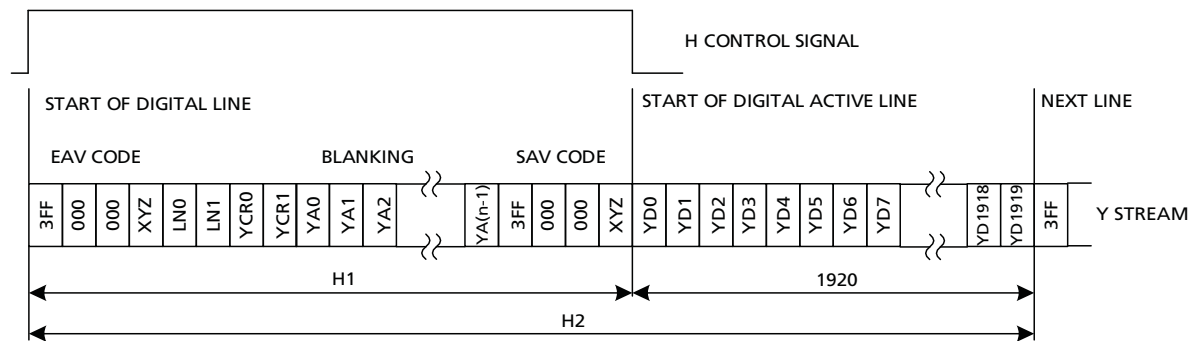 H CONTROL SIGNAL
START OF DIGITAL LINE
START OF DIGITAL ACTIVE LINE
NEXT LINE
EAV CODE
BLANKING
SAV CODE
3FF 000 000 XYZ LN0 LN1 YCR0 YCR1 YA0 YA1 YA2 YA(n-1) 3FF 000 000 XYZ YD0 YD1 YD2 YD3 YD4 YD5 YD6 YD7 YD1918 YD1919 3FF
Y STREAM
H1
1920
H2